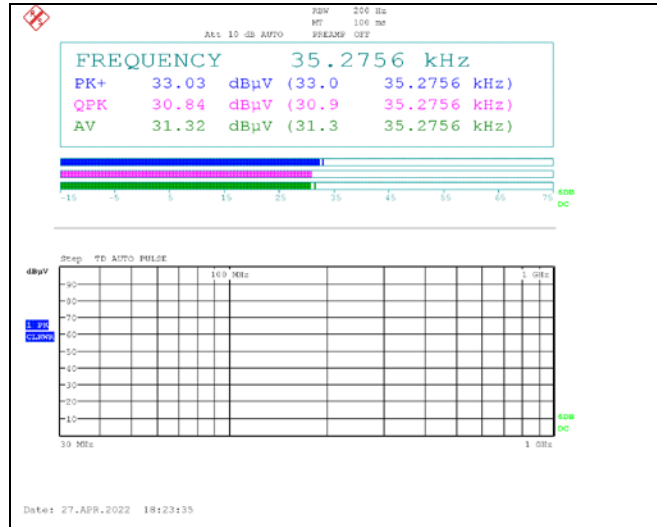 RBW 200 Hz
MT 100 ms
Att 10 dB AUTO PREAMP OFF
FREQUENCY 35.2756 kHz
PK+ 33.03 dBµV (33.0 35.2756 kHz)
QPK 30.84 dBµV (30.9 35.2756 kHz)
AV 31.32 dBµV (31.3 35.2756 kHz)
-15 -5 5 15 25 35 45 55 65 75
6DB
DC
Step TD AUTO PULSE
dBµV 100 MHz 1 GHz
90
80
70
1 PK
60
CLRWR
50
40
30
20
10
6DB
DC
30 MHz 1 GHz
Date: 27.APR.2022 18:23:35